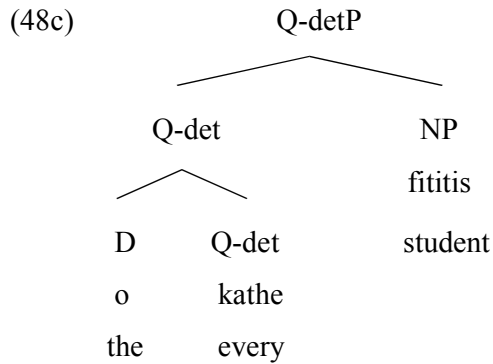 (48c) Q-detP
Q-det NP
fititis
D Q-det student
o kathe
the every